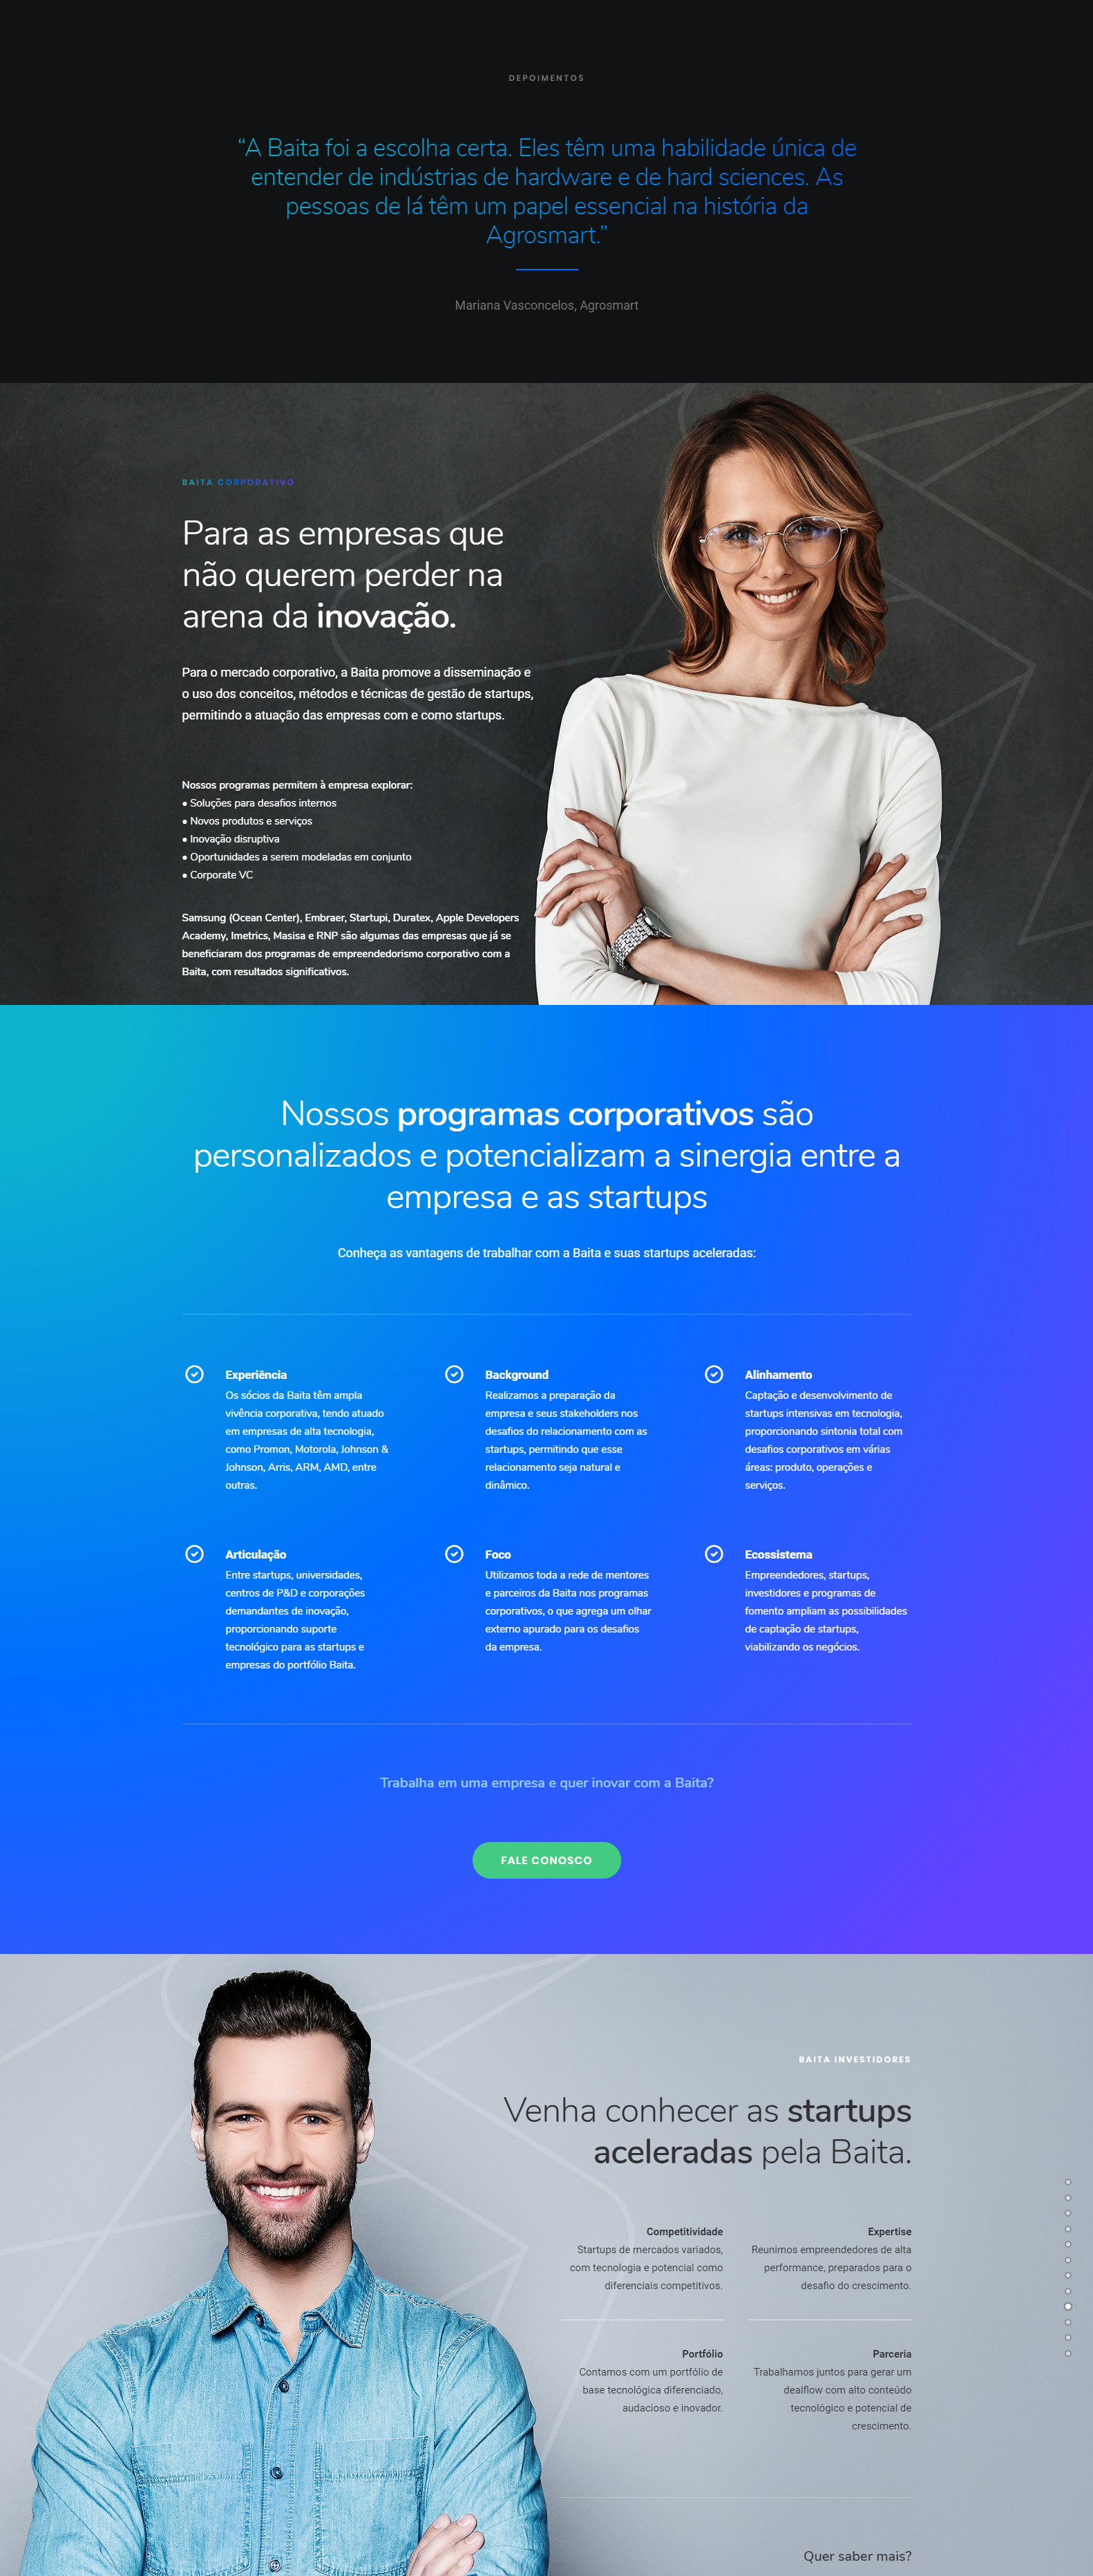 DEPOIMENTOS
“A Baita foi a escolha certa. Eles têm uma habilidade única de
entender de indústrias de hardware e de hard sciences. As
pessoas de lá têm um papel essencial na história da
Agrosmart.”
Mariana Vasconcelos, Agrosmart
BAITA CORPORATIVO
Para as empresas que
não querem perder na
arena da inovação.
Para o mercado corporativo, a Baita promove a disseminação e
o uso dos conceitos, métodos e técnicas de gestão de startups,
permitindo a atuação das empresas com e como startups.
Nossos programas permitem à empresa explorar:
• Soluções para desafios internos
• Novos produtos e serviços
• Inovação disruptiva
• Oportunidades a serem modeladas em conjunto
• Corporate VC
Samsung (Ocean Center), Embraer, Startupi, Duratex, Apple Developers
Academy, Imetrics, Masisa e RNP são algumas das empresas que já se
beneficiaram dos programas de empreendedorismo corporativo com a
Baita, com resultados significativos.
Nossos programas corporativos são
personalizados e potencializam a sinergia entre a
empresa e as startups
Conheça as vantagens de trabalhar com a Baita e suas startups aceleradas:
Experiência
Os sócios da Baita têm ampla
vivência corporativa, tendo atuado
em empresas de alta tecnologia,
como Promon, Motorola, Johnson &
Johnson, Arris, ARM, AMD, entre
outras.
Background
Realizamos a preparação da
empresa e seus stakeholders nos
desafios do relacionamento com as
startups, permitindo que esse
relacionamento seja natural e
dinâmico.
Alinhamento
Captação e desenvolvimento de
startups intensivas em tecnologia,
proporcionando sintonia total com
desafios corporativos em várias
áreas: produto, operações e
serviços.
Articulação
Entre startups, universidades,
centros de P&D e corporações
demandantes de inovação,
proporcionando suporte
tecnológico para as startups e
empresas do portfólio Baita.
Foco
Utilizamos toda a rede de mentores
e parceiros da Baita nos programas
corporativos, o que agrega um olhar
externo apurado para os desafios
da empresa.
Ecossistema
Empreendedores, startups,
investidores e programas de
fomento ampliam as possibilidades
de captação de startups,
viabilizando os negócios.
Trabalha em uma empresa e quer inovar com a Baita?
FALE CONOSCO
BAITA INVESTIDORES
Venha conhecer as startups
aceleradas pela Baita.
Competitividade
Startups de mercados variados,
com tecnologia e potencial como
diferenciais competitivos.
Expertise
Reunimos empreendedores de alta
performance, preparados para o
desafio do crescimento.
Portfólio
Contamos com um portfólio de
base tecnológica diferenciado,
audacioso e inovador.
Parceria
Trabalhamos juntos para gerar um
dealflow com alto conteúdo
tecnológico e potencial de
crescimento.
Quer saber mais?